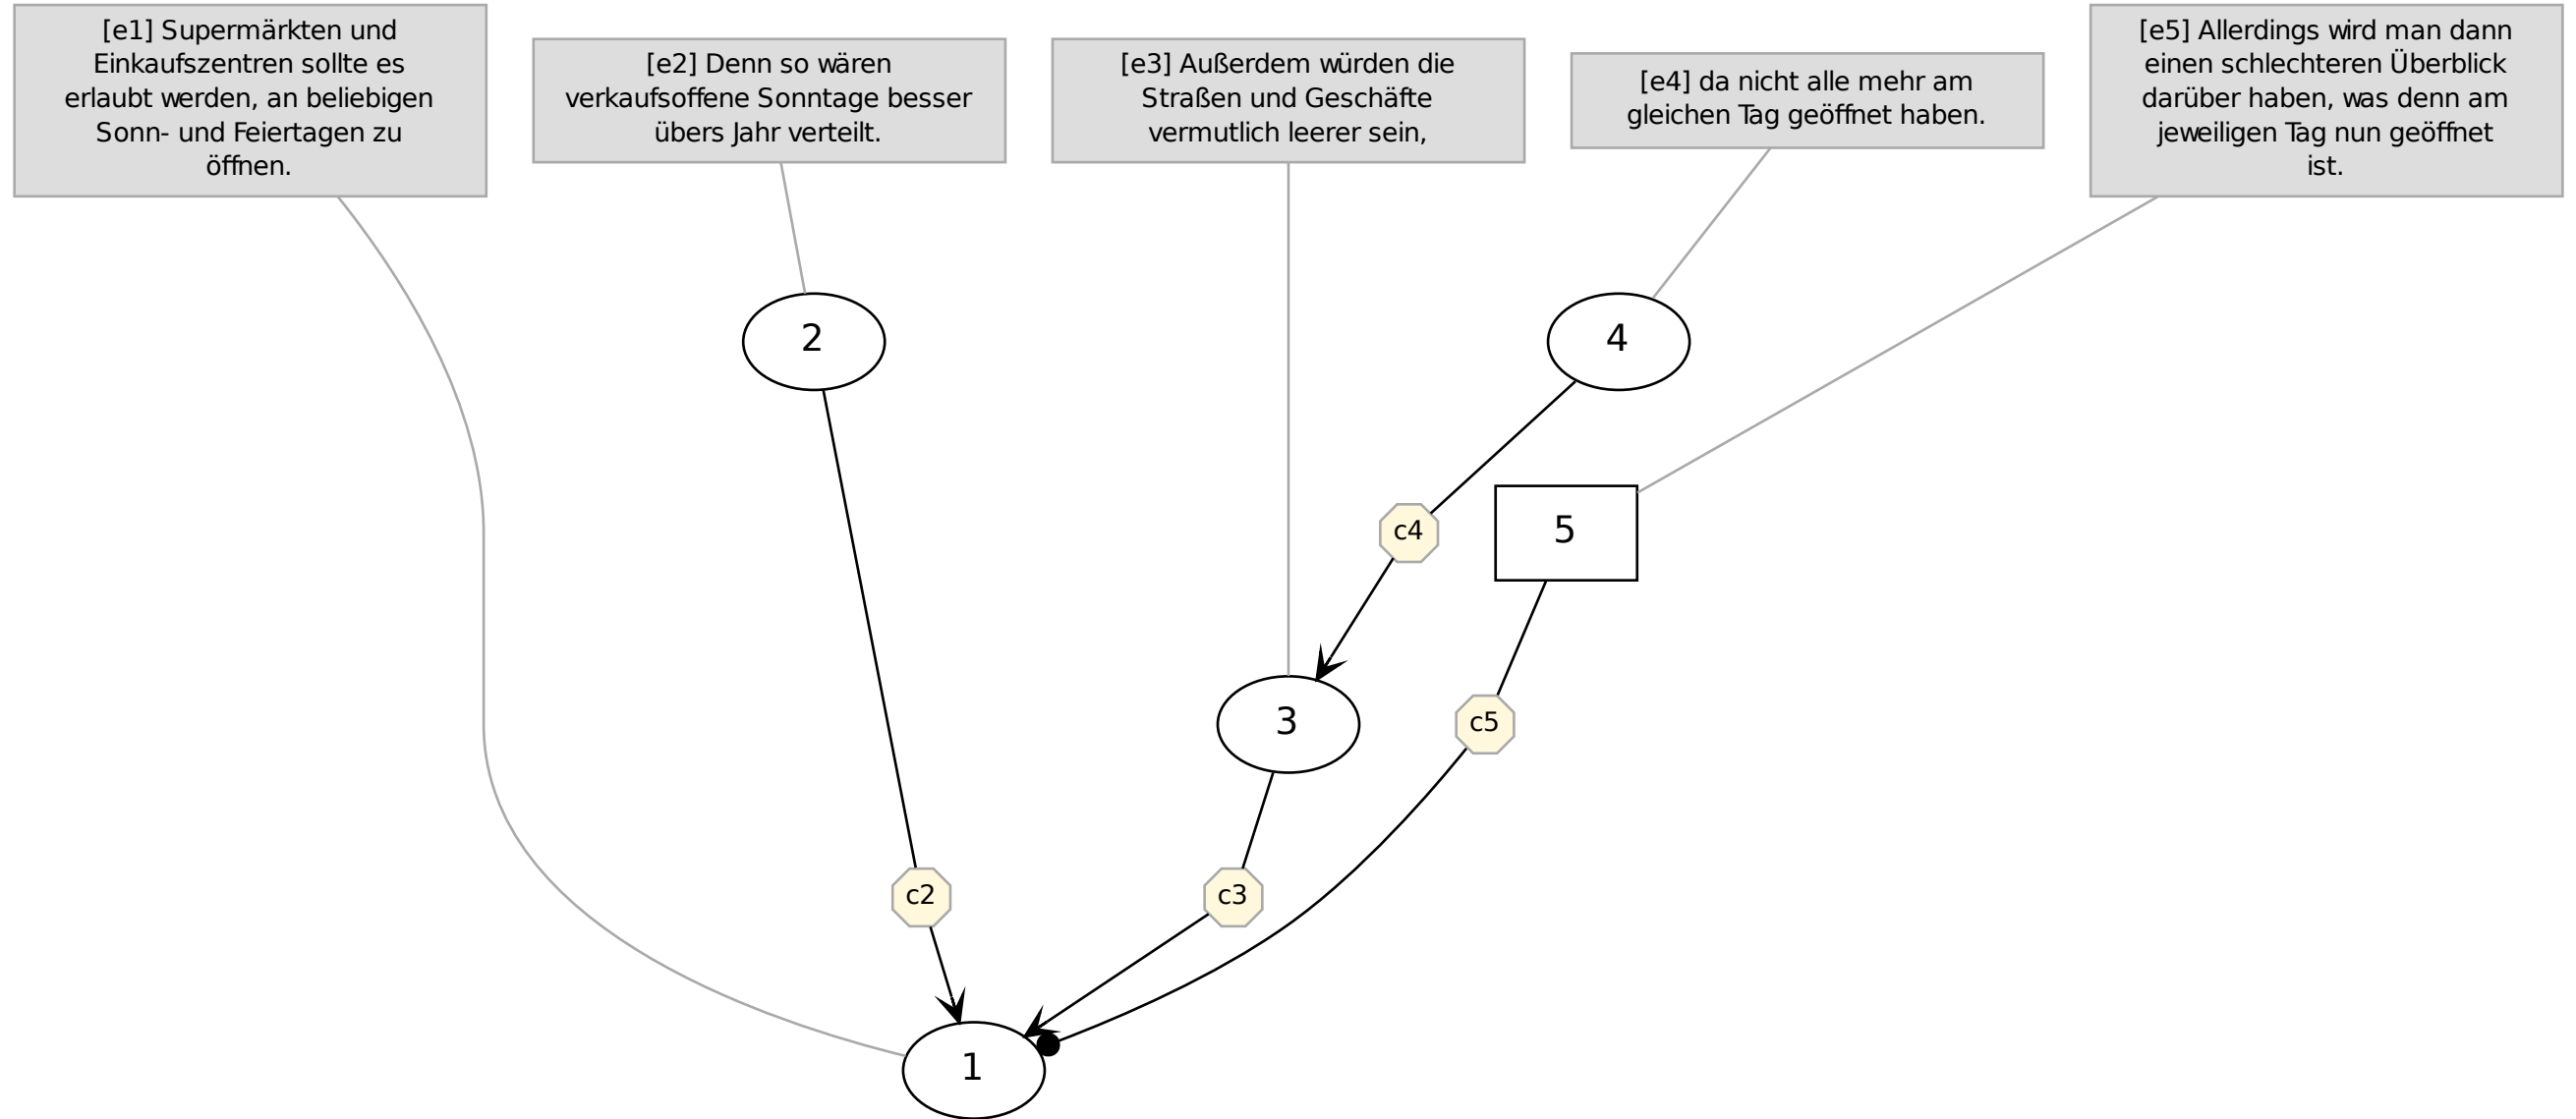 [e1] Supermärkten und
Einkaufszentren sollte es
erlaubt werden, an beliebigen
Sonn- und Feiertagen zu
öffnen.
[e2] Denn so wären
verkaufsoffene Sonntage besser
übers Jahr verteilt.
[e3] Außerdem würden die
Straßen und Geschäfte
vermutlich leerer sein,
[e4] da nicht alle mehr am
gleichen Tag geöffnet haben.
[e5] Allerdings wird man dann
einen schlechteren Überblick
darüber haben, was denn am
jeweiligen Tag nun geöffnet
ist.
2
4
c4
5
3
c5
c2
c3
1